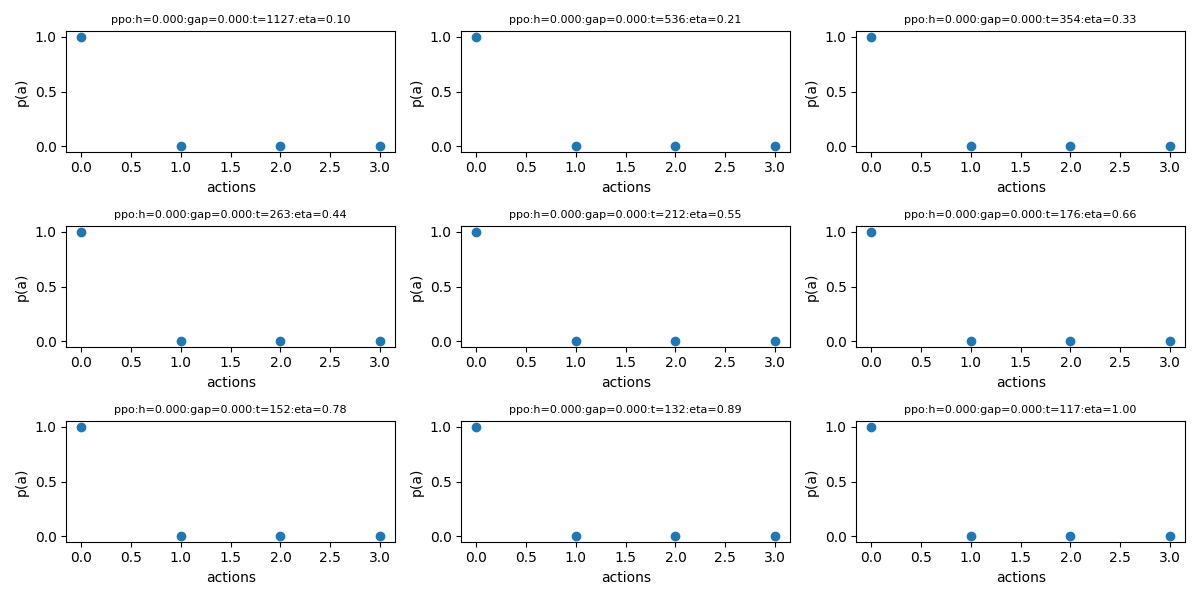 ppo:h=0.000:gap=0.000:t=1127:eta=0.10
1.0
0.5
0.0
p(a)
0.0 0.5 1.0 1.5 2.0 2.5 3.0
actions
ppo:h=0.000:gap=0.000:t=536:eta=0.21
1.0
0.5
0.0
p(a)
0.0 0.5 1.0 1.5 2.0 2.5 3.0
actions
ppo:h=0.000:gap=0.000:t=354:eta=0.33
1.0
0.5
0.0
p(a)
0.0 0.5 1.0 1.5 2.0 2.5 3.0
actions
ppo:h=0.000:gap=0.000:t=263:eta=0.44
1.0
0.5
0.0
p(a)
0.0 0.5 1.0 1.5 2.0 2.5 3.0
actions
ppo:h=0.000:gap=0.000:t=212:eta=0.55
1.0
0.5
0.0
p(a)
0.0 0.5 1.0 1.5 2.0 2.5 3.0
actions
ppo:h=0.000:gap=0.000:t=176:eta=0.66
1.0
0.5
0.0
p(a)
0.0 0.5 1.0 1.5 2.0 2.5 3.0
actions
ppo:h=0.000:gap=0.000:t=152:eta=0.78
1.0
0.5
0.0
p(a)
0.0 0.5 1.0 1.5 2.0 2.5 3.0
actions
ppo:h=0.000:gap=0.000:t=132:eta=0.89
1.0
0.5
0.0
p(a)
0.0 0.5 1.0 1.5 2.0 2.5 3.0
actions
ppo:h=0.000:gap=0.000:t=117:eta=1.00
1.0
0.5
0.0
p(a)
0.0 0.5 1.0 1.5 2.0 2.5 3.0
actions